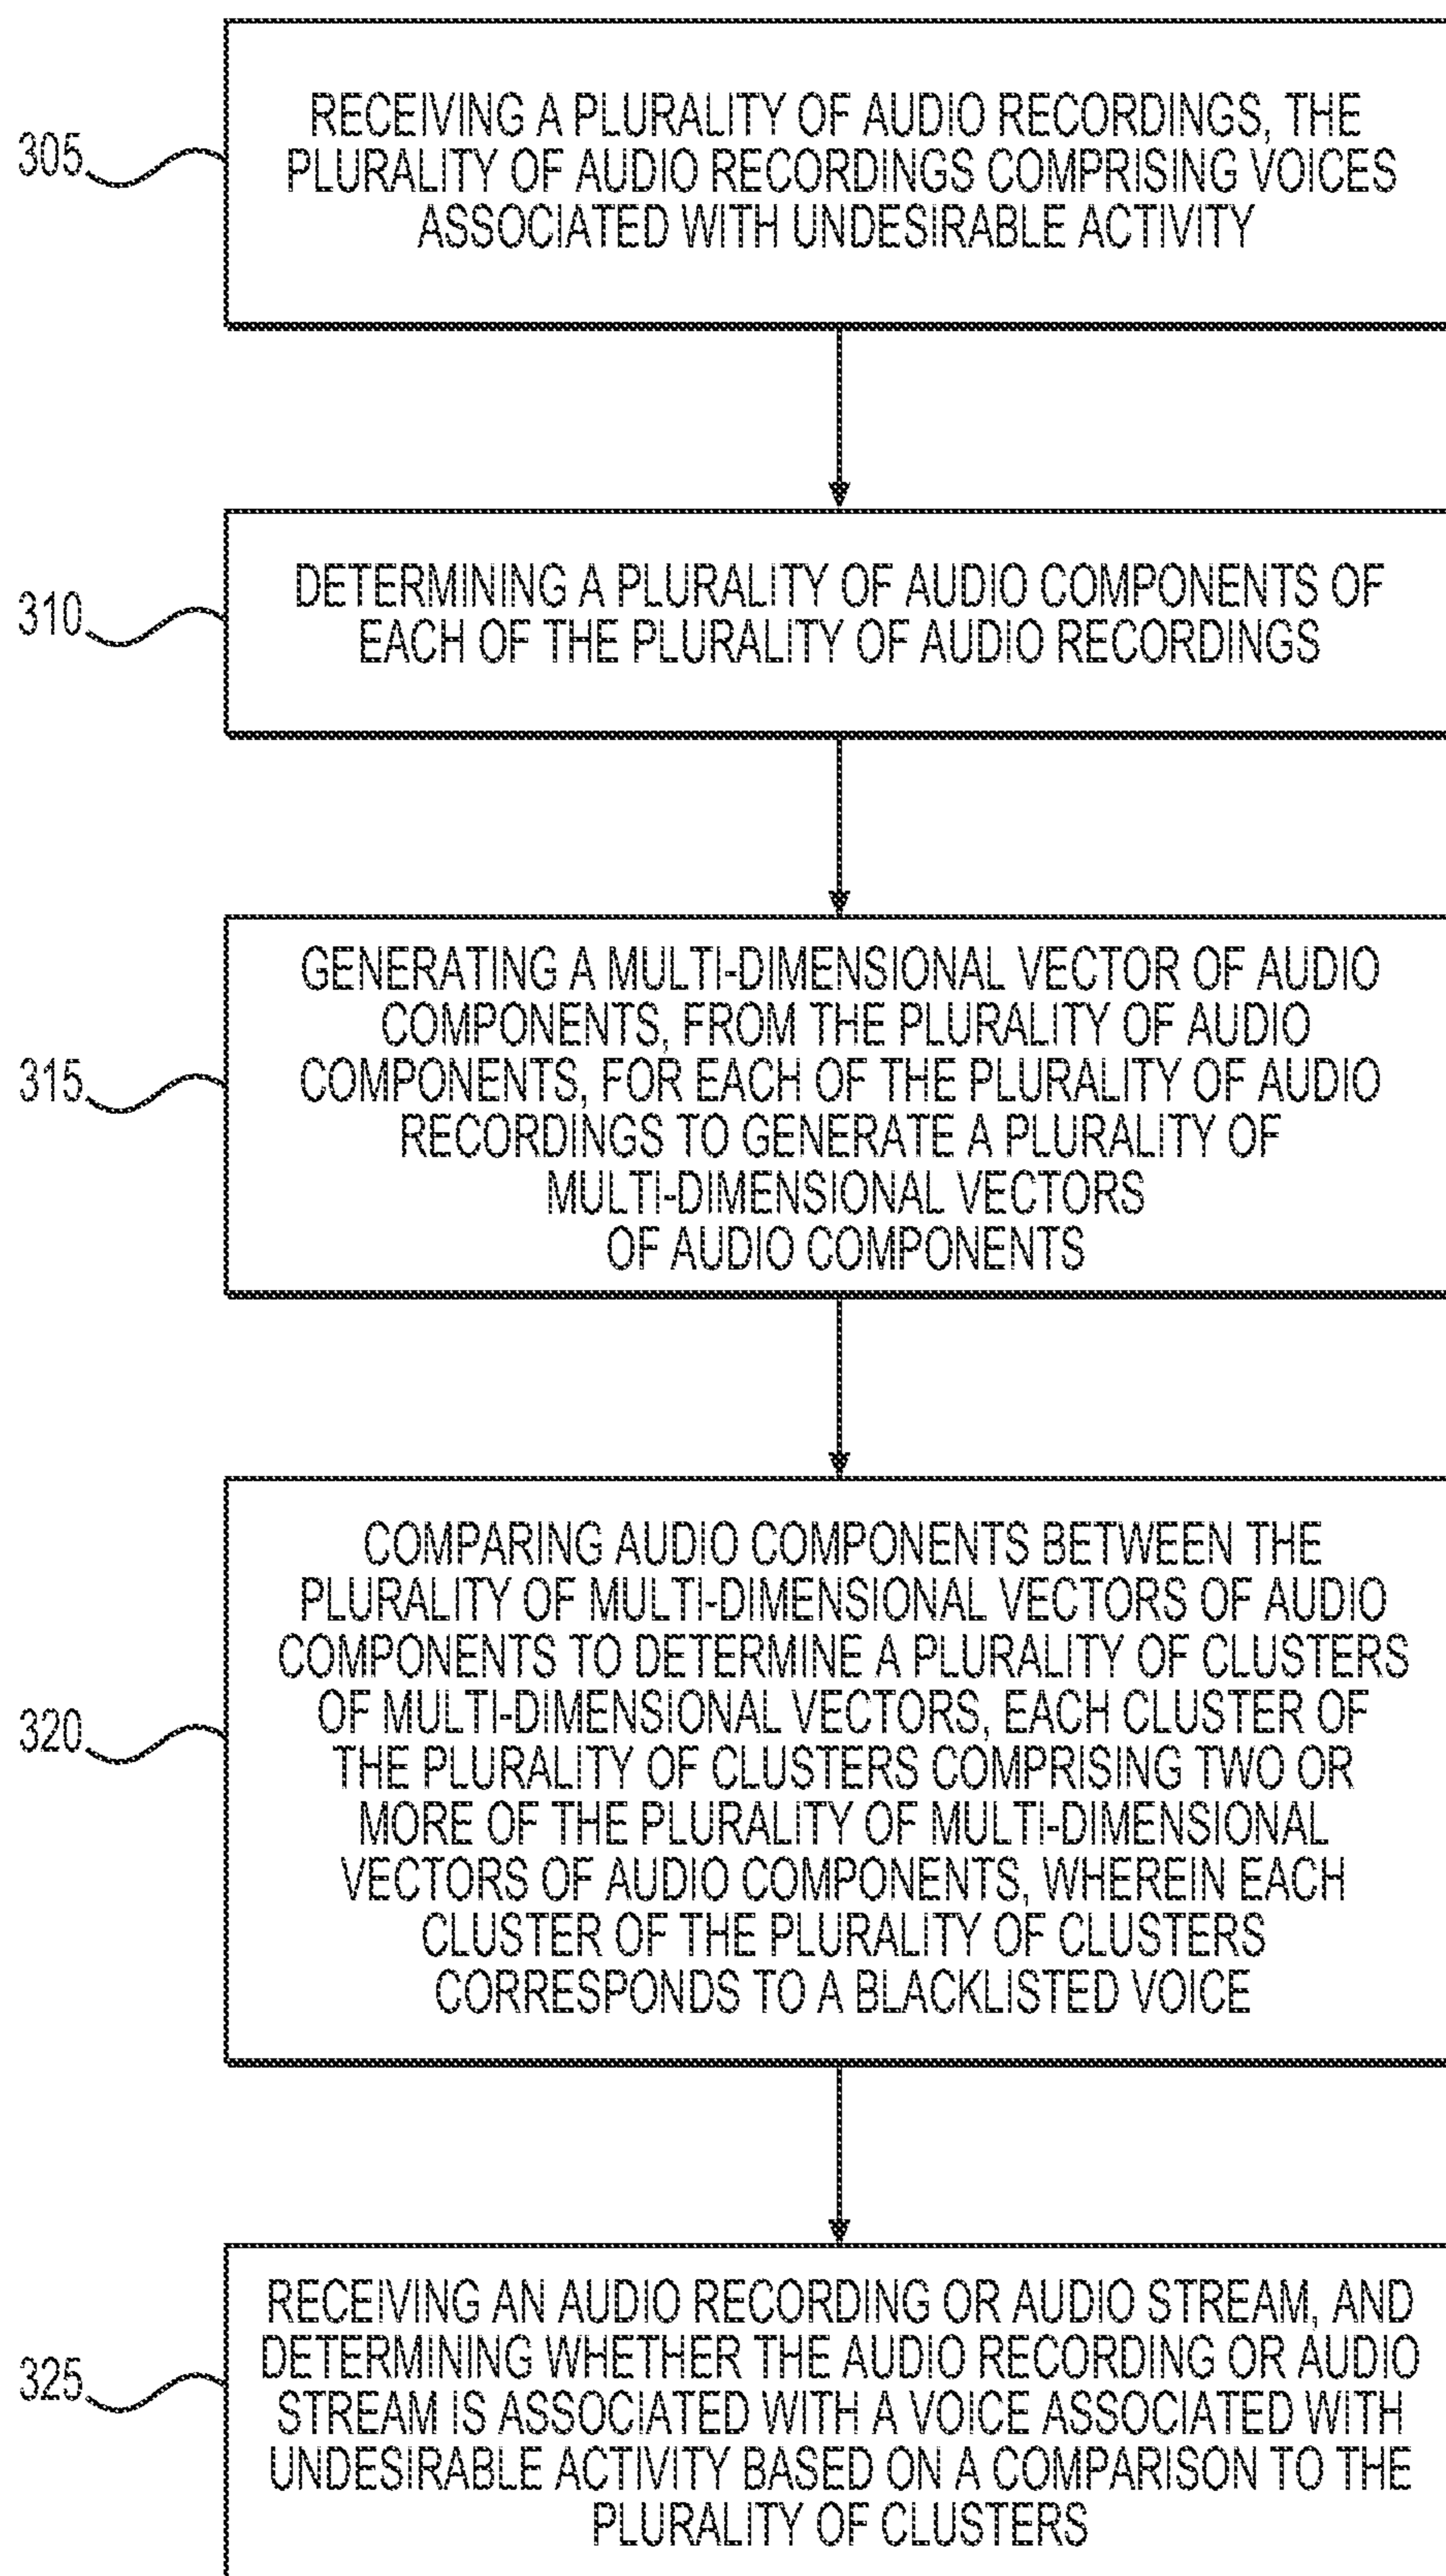 RECEIVING A PLURALITY OF AUDIO RECORDINGS, THE
PLURALITY OF AUDIO RECORDINGS COMPRISING VOICES
ASSOCIATED WITH UNDESIRABLE ACTIVITY
305
DETERMINING A PLURALITY OF AUDIO COMPONENTS OF
EACH OF THE PLURALITY OF AUDIO RECORDINGS
310
GENERATING A MULTI-DIMENSIONAL VECTOR OF AUDIO
COMPONENTS, FROM THE PLURALITY OF AUDIO
COMPONENTS, FOR EACH OF THE PLURALITY OF AUDIO
RECORDINGS TO GENERATE A PLURALITY OF
MULTI-DIMENSIONAL VECTORS
OF AUDIO COMPONENTS
315
COMPARING AUDIO COMPONENTS BETWEEN THE
PLURALITY OF MULTI-DIMENSIONAL VECTORS OF AUDIO
COMPONENTS TO DETERMINE A PLURALITY OF CLUSTERS
OF MULTI-DIMENSIONAL VECTORS, EACH CLUSTER OF
THE PLURALITY OF CLUSTERS COMPRISING TWO OR
MORE OF THE PLURALITY OF MULTI-DIMENSIONAL
VECTORS OF AUDIO COMPONENTS, WHEREIN EACH
CLUSTER OF THE PLURALITY OF CLUSTERS
CORRESPONDS TO A BLACKLISTED VOICE
320
RECEIVING AN AUDIO RECORDING OR AUDIO STREAM, AND
DETERMINING WHETHER THE AUDIO RECORDING OR AUDIO
STREAM IS ASSOCIATED WITH A VOICE ASSOCIATED WITH
UNDESIRABLE ACTIVITY BASED ON A COMPARISON TO THE
PLURALITY OF CLUSTERS
325